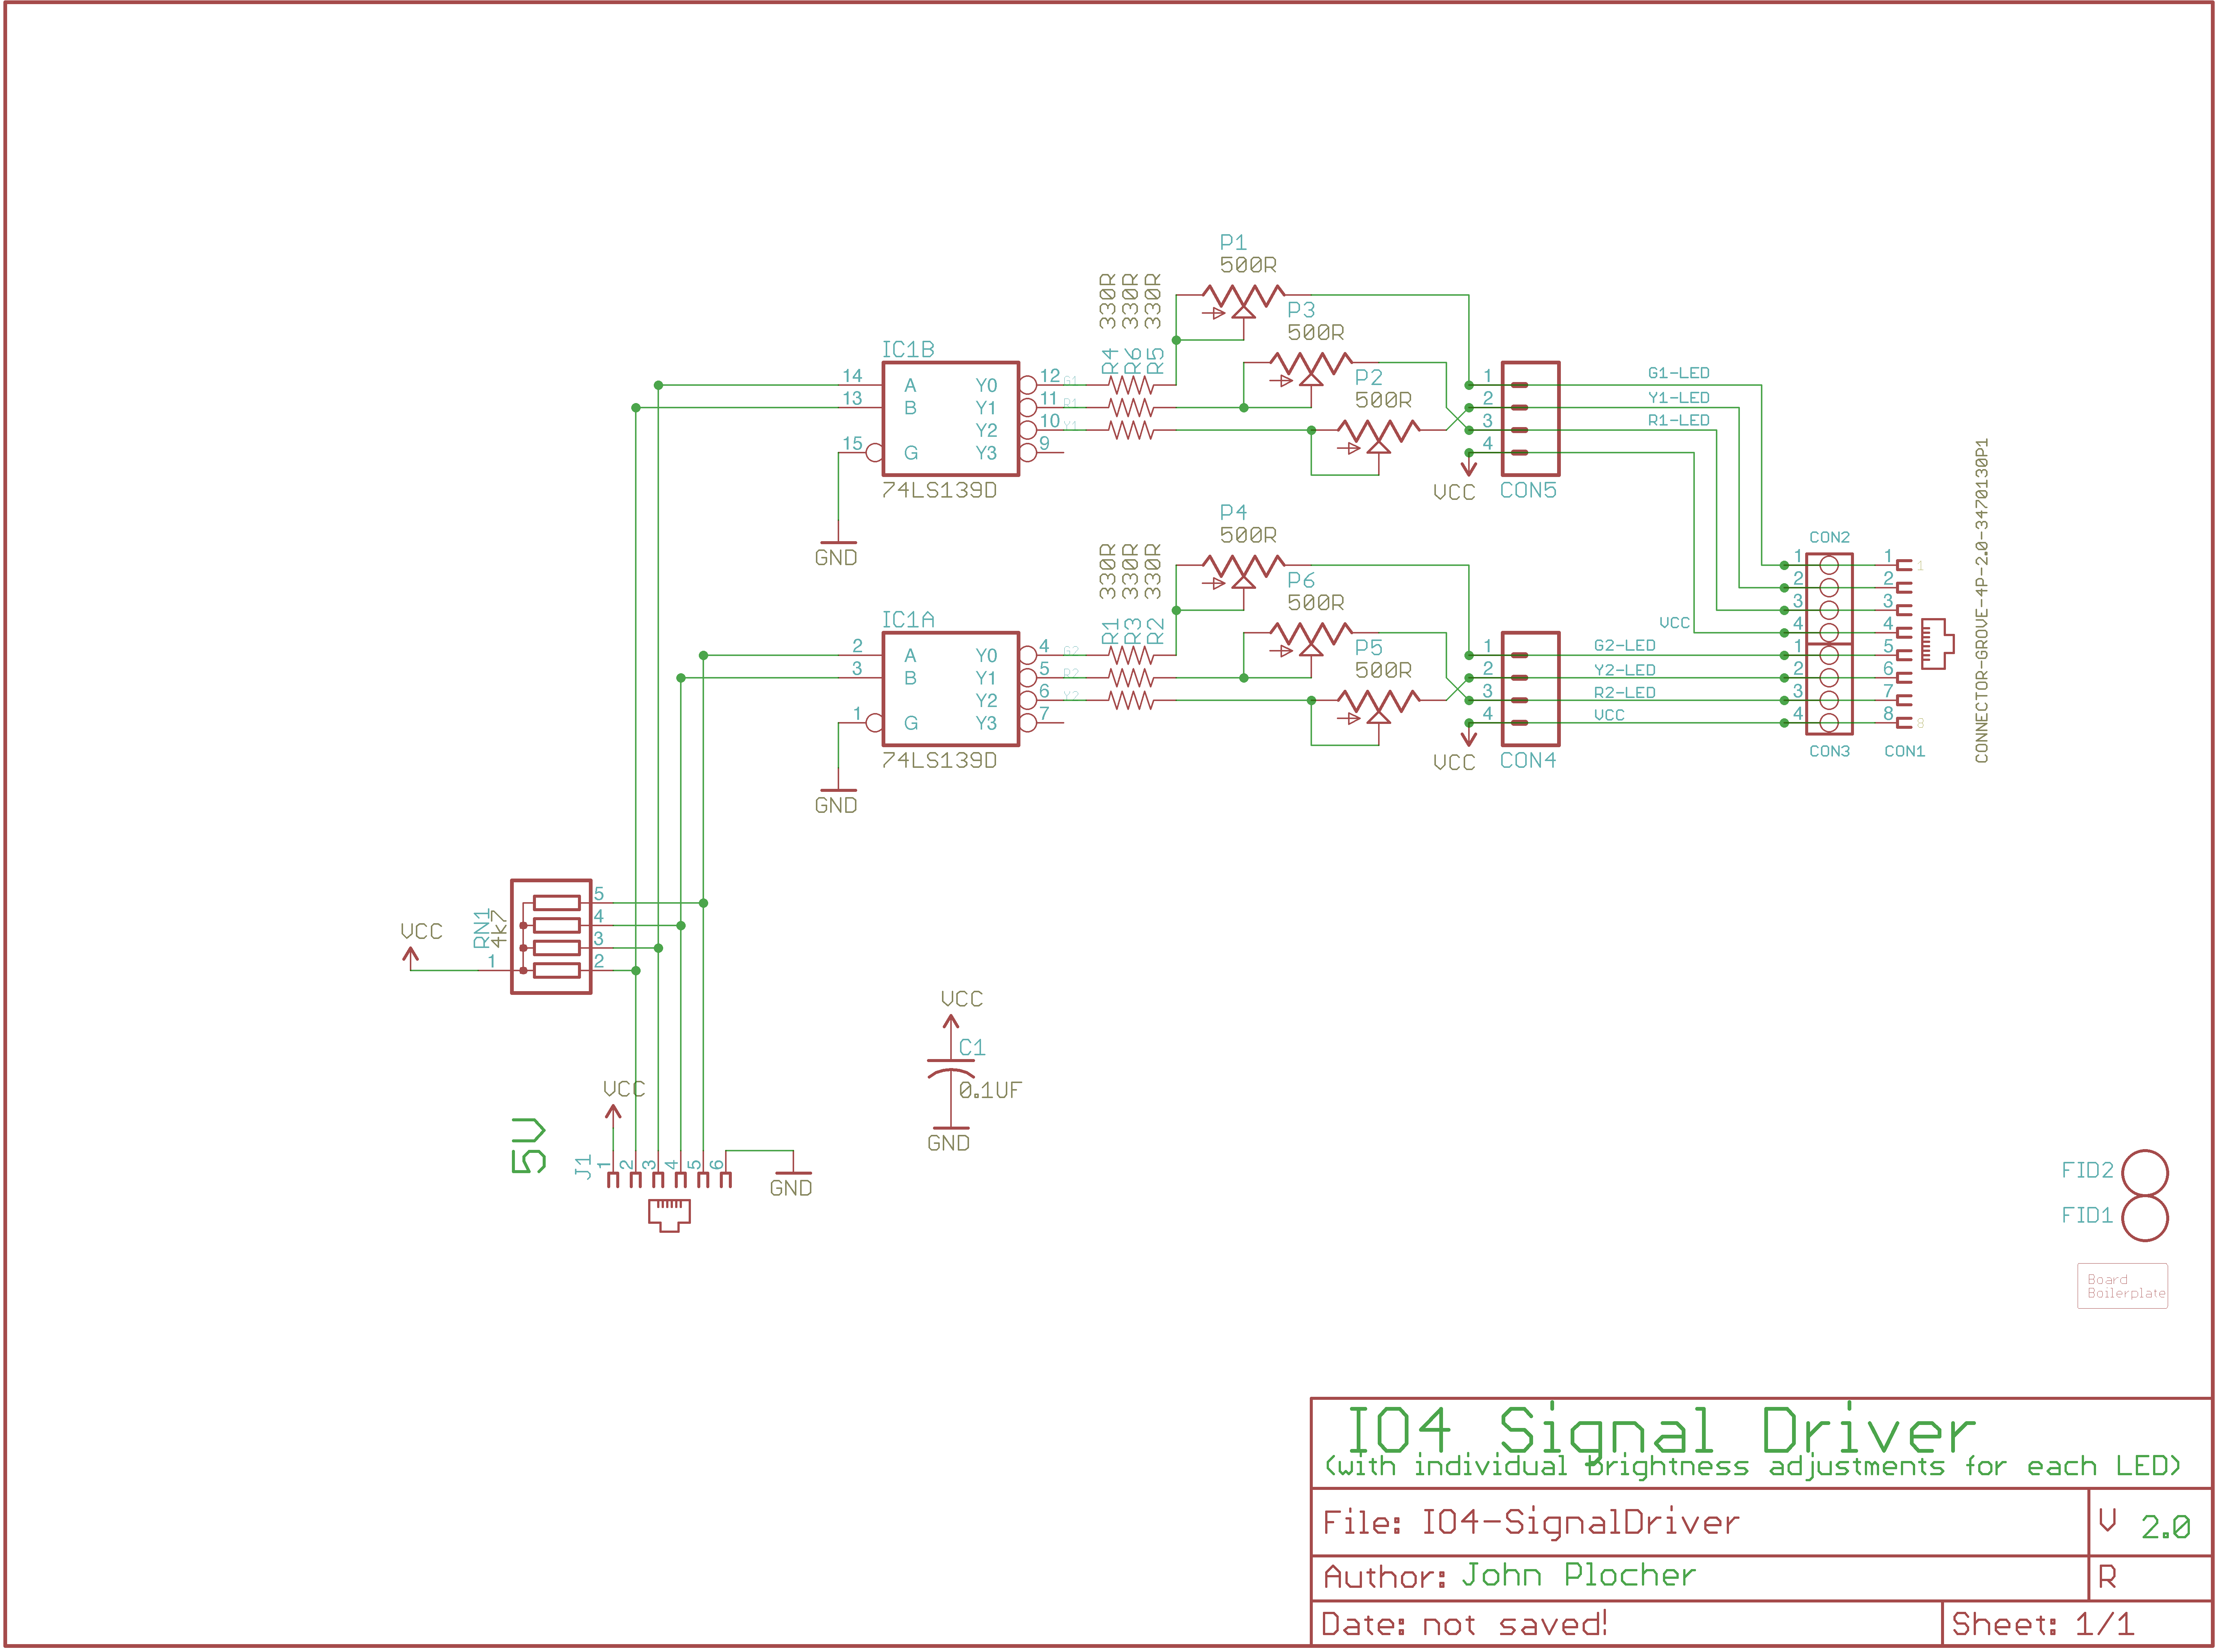 P1
500R
P3
500R
P2
500R
330R
330R
330R
R4
R6
R5
IC1B
14
13
15
A
B
G
Y0
Y1
Y2
Y3
12
11
10
9
G1
R1
Y1
74LS139D
GND
1
2
3
4
VCC
CON5
G1-LED
Y1-LED
R1-LED
P4
500R
P6
500R
P5
500R
330R
330R
330R
R1
R3
R2
IC1A
2
3
1
A
B
G
Y0
Y1
Y2
Y3
4
5
6
7
G2
R2
Y2
74LS139D
GND
1
2
3
4
VCC
CON4
VCC
G2-LED
Y2-LED
R2-LED
VCC
CON2
1
2
3
4
1
2
3
4
CON3
1
2
3
4
5
6
7
8
1
8
CON1
CONNECTOR-GROVE-4P-2.0-3470130P1
VCC
RN1
4k7
1
5
4
3
2
VCC
C1
0.1UF
GND
VCC
5V
J1
1
2
3
4
5
6
GND
FID2
FID1
Board
Boilerplate
IO4 Signal Driver
(with individual brightness adjustments for each LED)
File: IO4-SignalDriver
V 2.0
Author: John Plocher
R
Date: not saved!
Sheet: 1/1